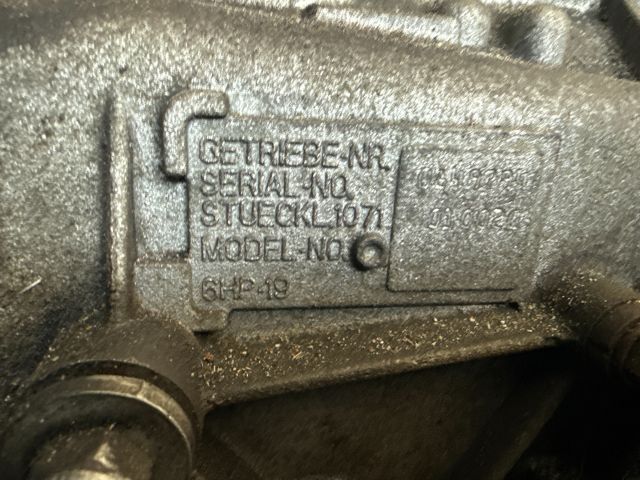 GETRIEBE-NR.
SERIAL-NO.
STUECKL.1071
MODEL-NO.
6HP-19